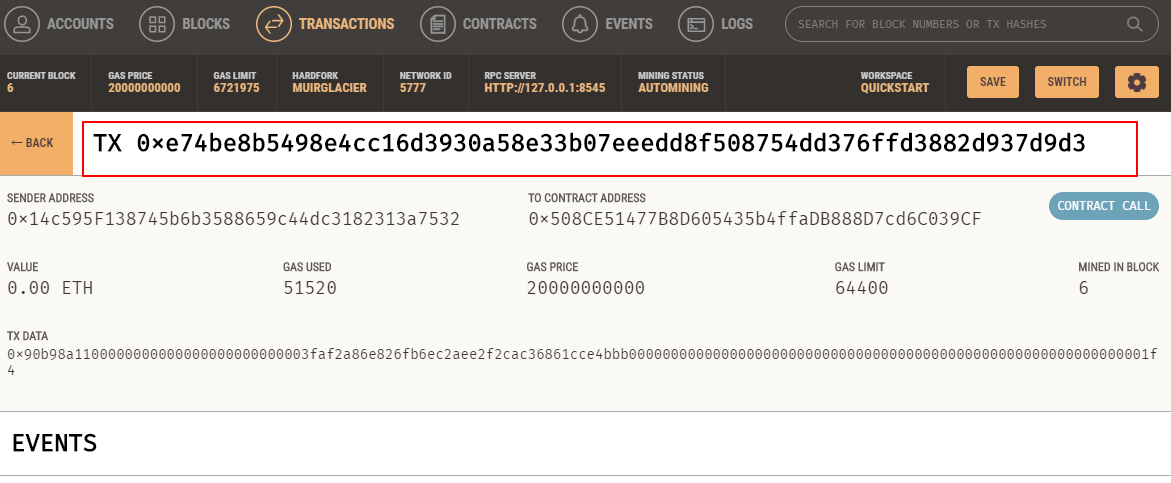 ACCOUNTS BLOCKS TRANSACTIONS CONTRACTS EVENTS LOGS SEARCH FOR BLOCK NUMBERS OR TX HASHES
CURRENT BLOCK GAS PRICE GAS LIMIT HARDFORK NETWORK ID RPC SERVER MINING STATUS WORKSPACE
6 20000000000 6721975 MUIRGLACIER 5777 HTTP://127.0.0.1:8545 AUTOMINING QUICKSTART SAVE SWITCH
← BACK TX 0×e74be8b5498e4cc16d3930a58e33b07eeedd8f508754dd376ffd3882d937d9d3
SENDER ADDRESS TO CONTRACT ADDRESS
0×14c595F138745b6b3588659c44dc3182313a7532 0×508CE51477B8D605435b4ffaDB888D7cd6C039CF CONTRACT CALL
VALUE GAS USED GAS PRICE GAS LIMIT MINED IN BLOCK
0.00 ETH 51520 20000000000 64400 6
TX DATA
0×90b98a110000000000000000000000003faf2a86e826fb6ec2aee2f2cac36861cce4bbb000000000000000000000000000000000000000000000000000000000000001f
4
EVENTS